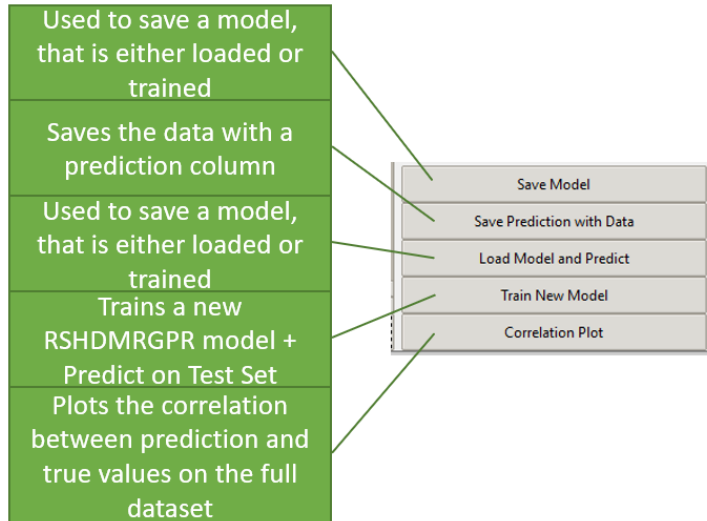 Used to save a model,
that is either loaded or
trained
Saves the data with a
prediction column
Used to save a model,
that is either loaded or
trained
Trains a new
RSHDMRGPR model +
Predict on Test Set
Plots the correlation
between prediction and
true values on the full
dataset
Save Model
Save Prediction with Data
Load Model and Predict
Train New Model
Correlation Plot